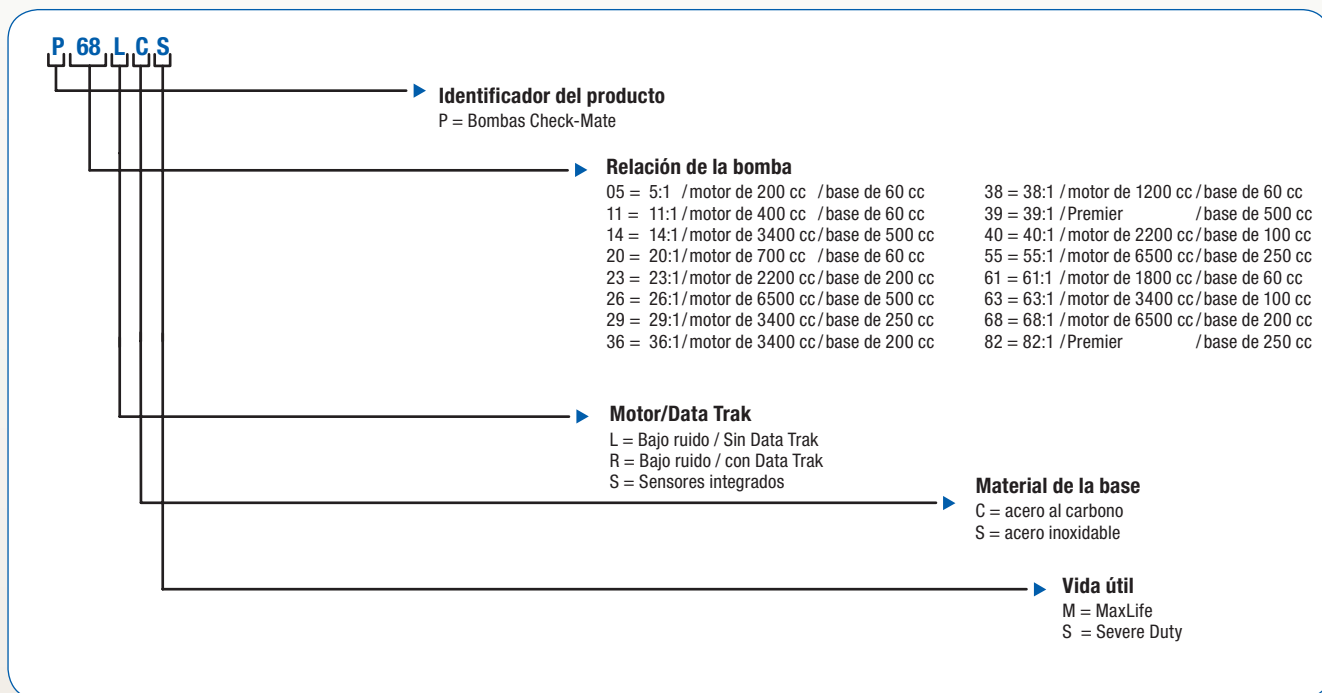 P 68 L C S
Identificador del producto
P = Bombas Check-Mate
Relación de la bomba
05 = 5:1 / motor de 200 cc / base de 60 cc
11 = 11:1 / motor de 400 cc / base de 60 cc
14 = 14:1 / motor de 3400 cc / base de 500 cc
20 = 20:1 / motor de 700 cc / base de 60 cc
23 = 23:1 / motor de 2200 cc / base de 200 cc
26 = 26:1 / motor de 6500 cc / base de 500 cc
29 = 29:1 / motor de 3400 cc / base de 250 cc
36 = 36:1 / motor de 3400 cc / base de 200 cc
38 = 38:1 / motor de 1200 cc / base de 60 cc
39 = 39:1 / Premier / base de 500 cc
40 = 40:1 / motor de 2200 cc / base de 100 cc
55 = 55:1 / motor de 6500 cc / base de 250 cc
61 = 61:1 / motor de 1800 cc / base de 60 cc
63 = 63:1 / motor de 3400 cc / base de 100 cc
68 = 68:1 / motor de 6500 cc / base de 200 cc
82 = 82:1 / Premier / base de 250 cc
Motor/Data Trak
L = Bajo ruido / Sin Data Trak
R = Bajo ruido / con Data Trak
S = Sensores integrados
Material de la base
C = acero al carbono
S = acero inoxidable
Vida útil
M = MaxLife
S = Severe Duty